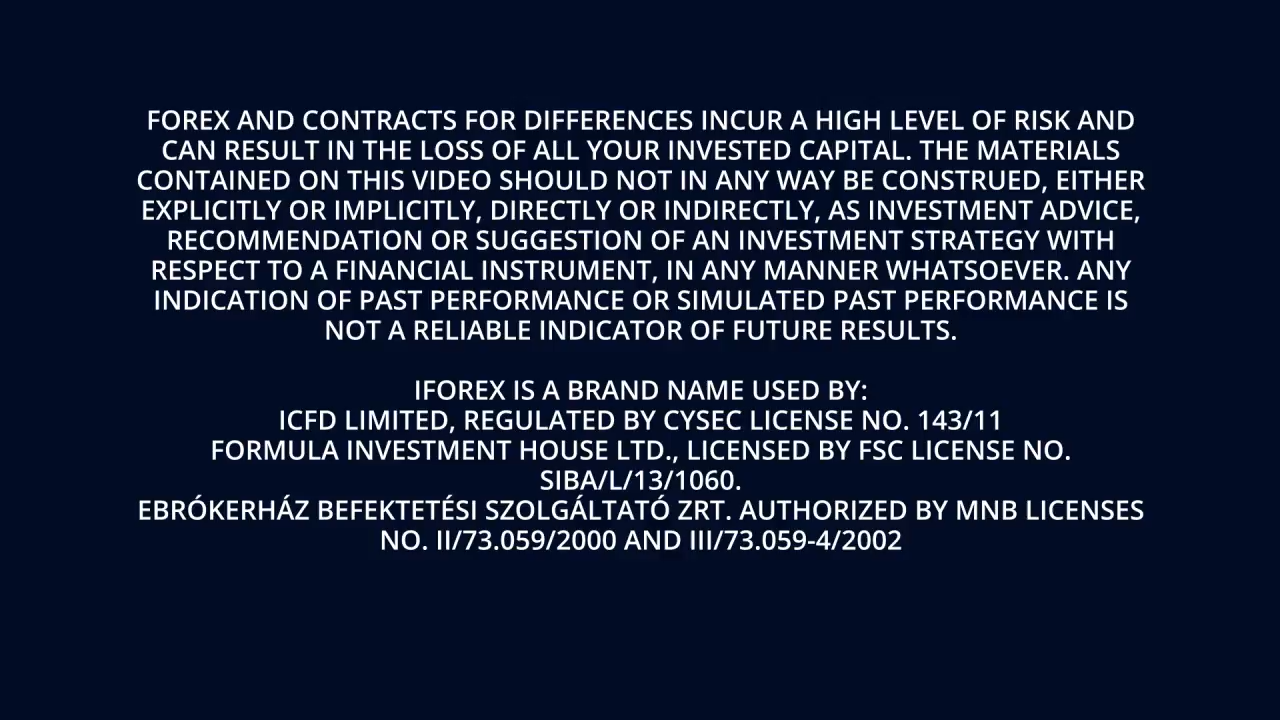 FOREX AND CONTRACTS FOR DIFFERENCES INCUR A HIGH LEVEL OF RISK AND
CAN RESULT IN THE LOSS OF ALL YOUR INVESTED CAPITAL. THE MATERIALS
CONTAINED ON THIS VIDEO SHOULD NOT IN ANY WAY BE CONSTRUED, EITHER
EXPLICITLY OR IMPLICITLY, DIRECTLY OR INDIRECTLY, AS INVESTMENT ADVICE,
RECOMMENDATION OR SUGGESTION OF AN INVESTMENT STRATEGY WITH
RESPECT TO A FINANCIAL INSTRUMENT, IN ANY MANNER WHATSOEVER. ANY
INDICATION OF PAST PERFORMANCE OR SIMULATED PAST PERFORMANCE IS
NOT A RELIABLE INDICATOR OF FUTURE RESULTS.
IFOREX IS A BRAND NAME USED BY:
ICFD LIMITED, REGULATED BY CYSEC LICENSE NO. 143/11
FORMULA INVESTMENT HOUSE LTD., LICENSED BY FSC LICENSE NO.
SIBA/L/13/1060.
EBRÓKERHÁZ BEFEKTETÉSI SZOLGÁLTATÓ ZRT. AUTHORIZED BY MNB LICENSES
NO. II/73.059/2000 AND III/73.059-4/2002